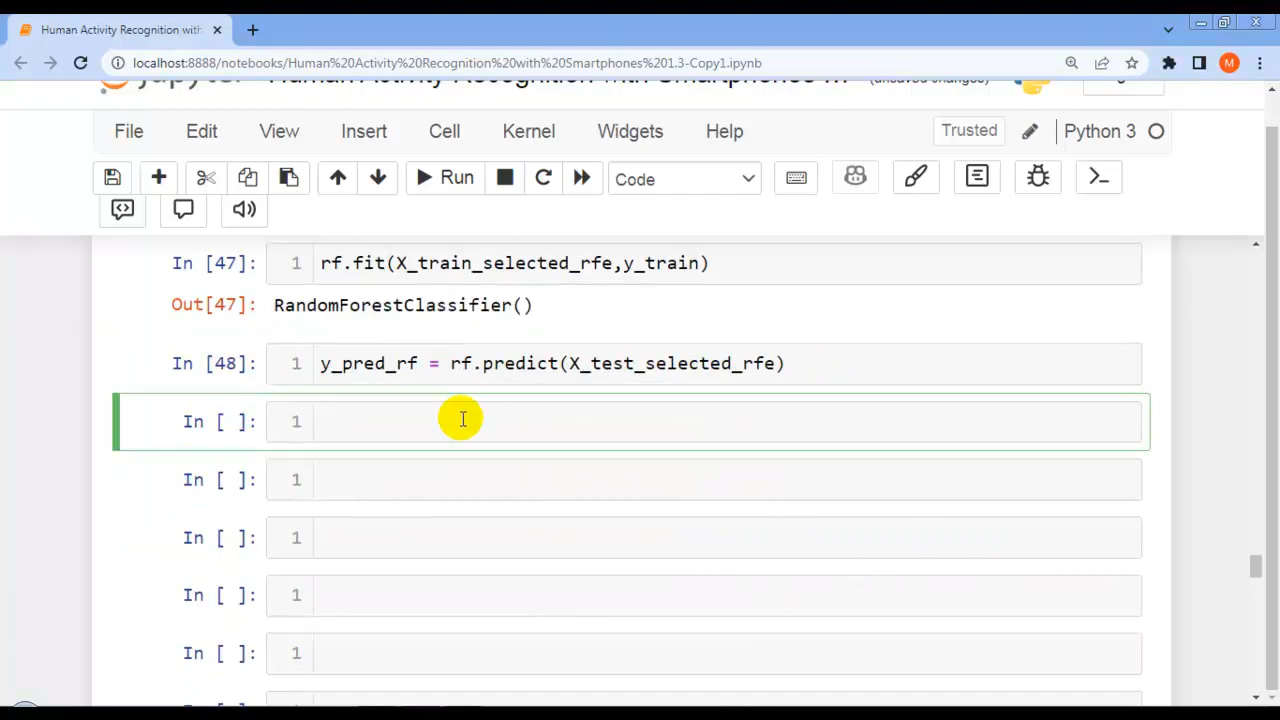 Human Activity Recognition with
localhost:8888/notebooks/Human%20Activity%20Recognition%20with%20Smartphones%201.3-Copy1.ipynb
M
File Edit View Insert Cell Kernel Widgets Help Trusted Python 3
Run Code
In [47]: 1 rf.fit(X_train_selected_rfe,y_train)
Out[47]: RandomForestClassifier()
In [48]: 1 y_pred_rf = rf.predict(X_test_selected_rfe)
In [ ]: 1
In [ ]: 1
In [ ]: 1
In [ ]: 1
In [ ]: 1